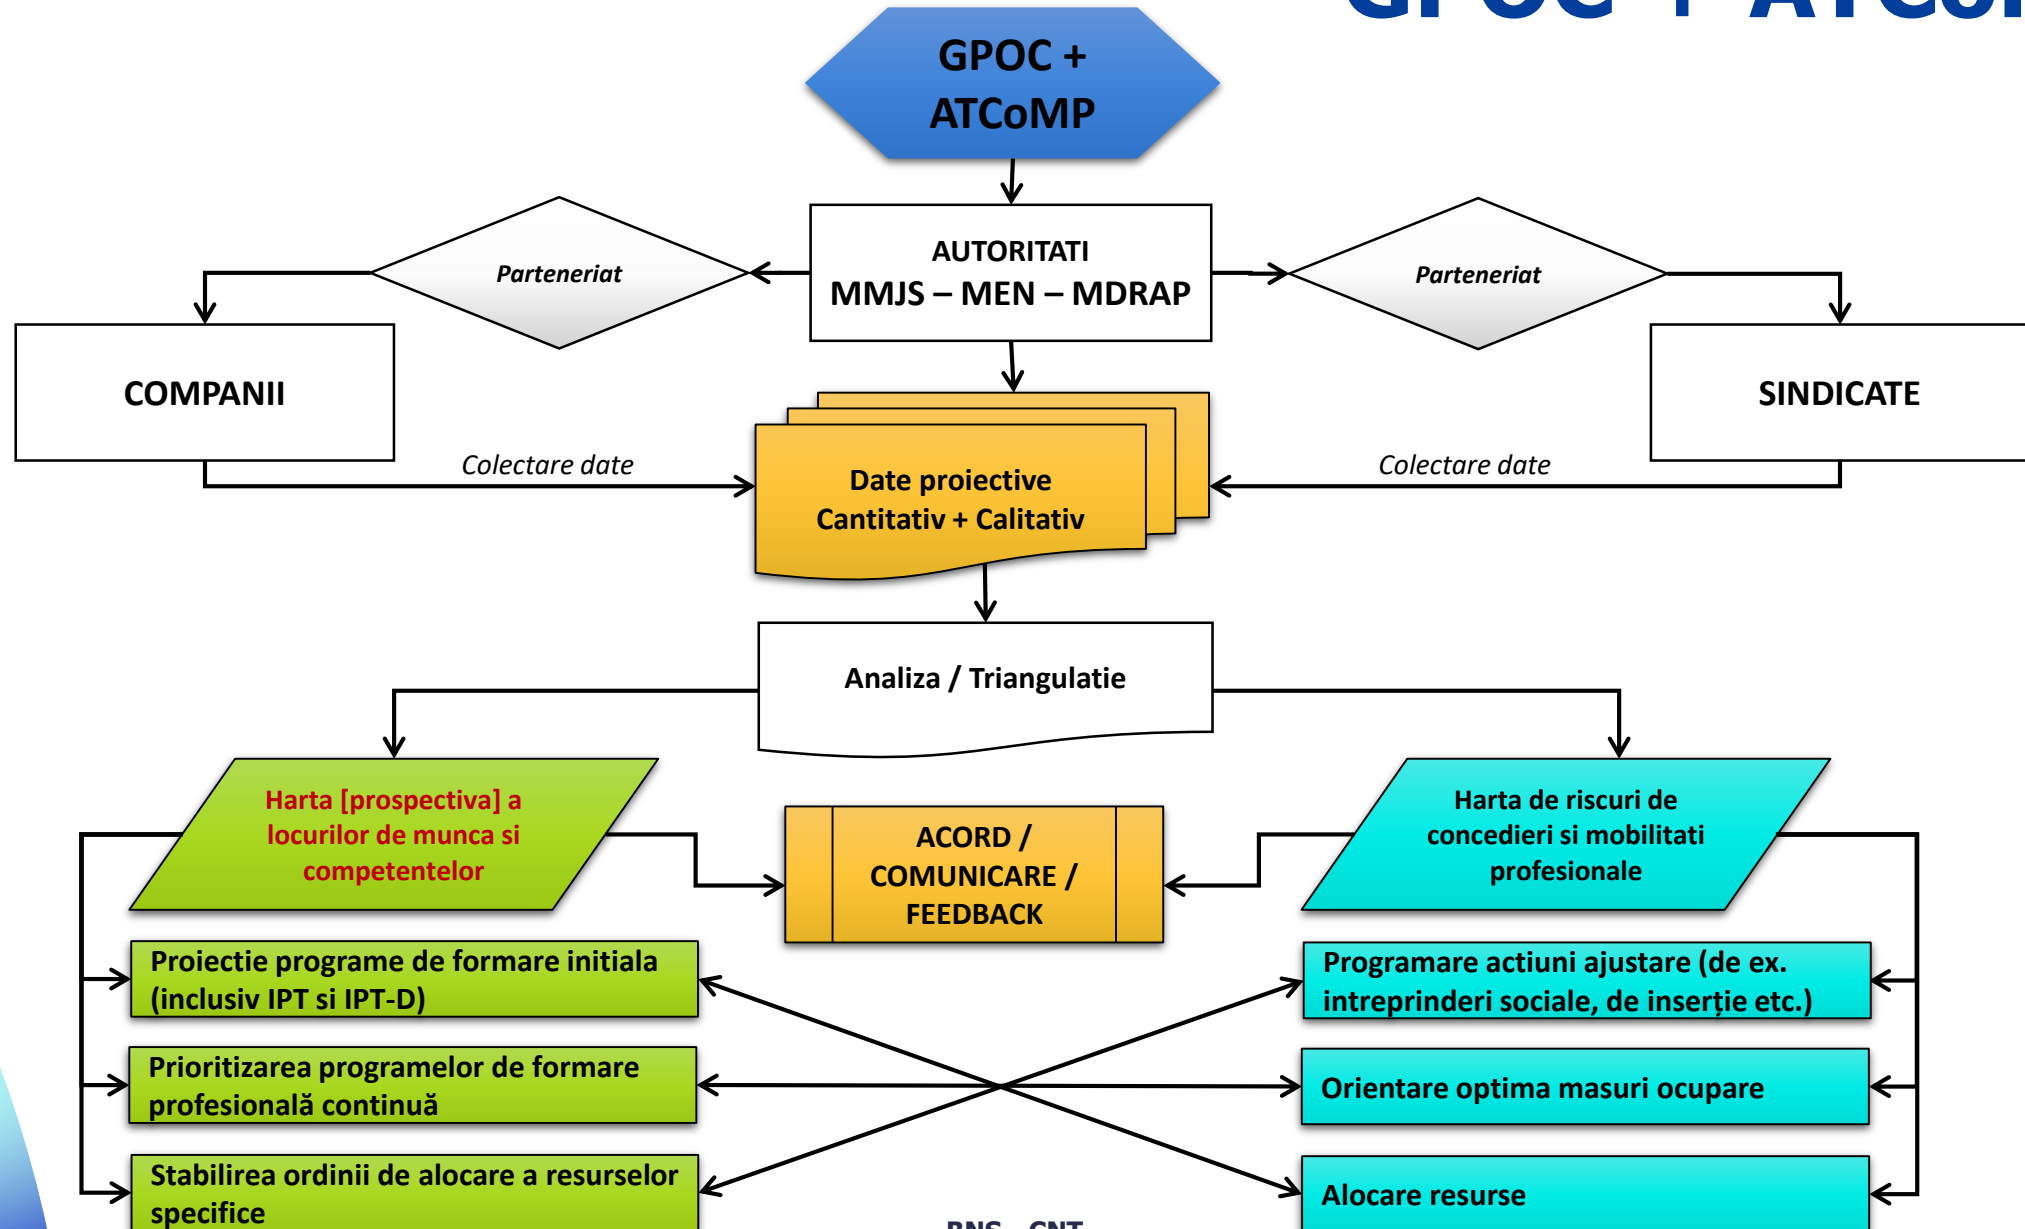 GPOC +
ATCoMP
AUTORITATI
MMJS – MEN – MDRAP
Parteneriat
Parteneriat
COMPANII
SINDICATE
Colectare date
Colectare date
Date proiective
Cantitativ + Calitativ
Analiza / Triangulatie
Harta [prospectiva] a
locurilor de munca si
competentelor
ACORD /
COMUNICARE /
FEEDBACK
Harta de riscuri de
concedieri si mobilitati
profesionale
Proiectie programe de formare initiala
(inclusiv IPT si IPT-D)
Prioritizarea programelor de formare
profesională continuă
Stabilirea ordinii de alocare a resurselor
specifice
Programare actiuni ajustare (de ex.
intreprinderi sociale, de inserție etc.)
Orientare optima masuri ocupare
Alocare resurse